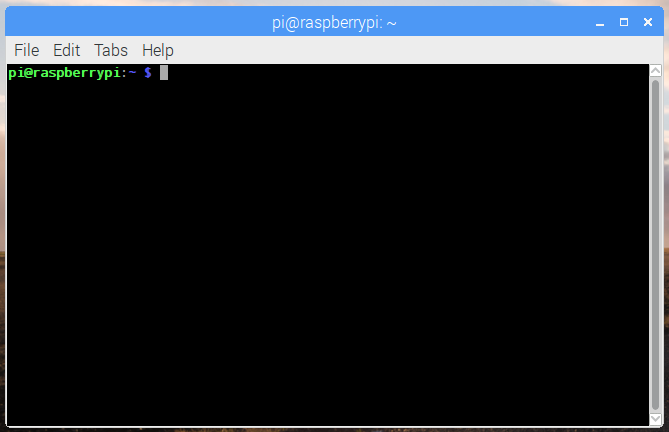 pi@raspberrypi: ~
File Edit Tabs Help
pi@raspberrypi:~ $